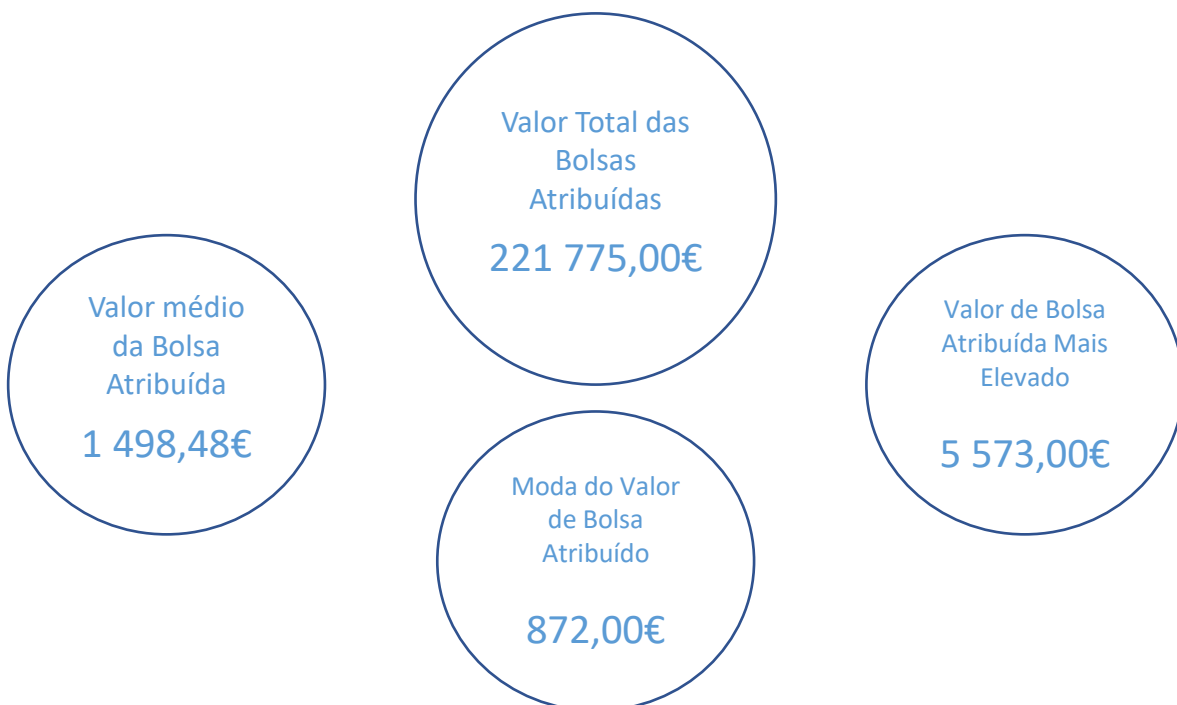 Valor Total das
Bolsas
Atribuídas
221 775,00€
Valor médio
da Bolsa
Atribuída
1 498,48€
Valor de Bolsa
Atribuída Mais
Elevado
5 573,00€
Moda do Valor
de Bolsa
Atribuído
872,00€